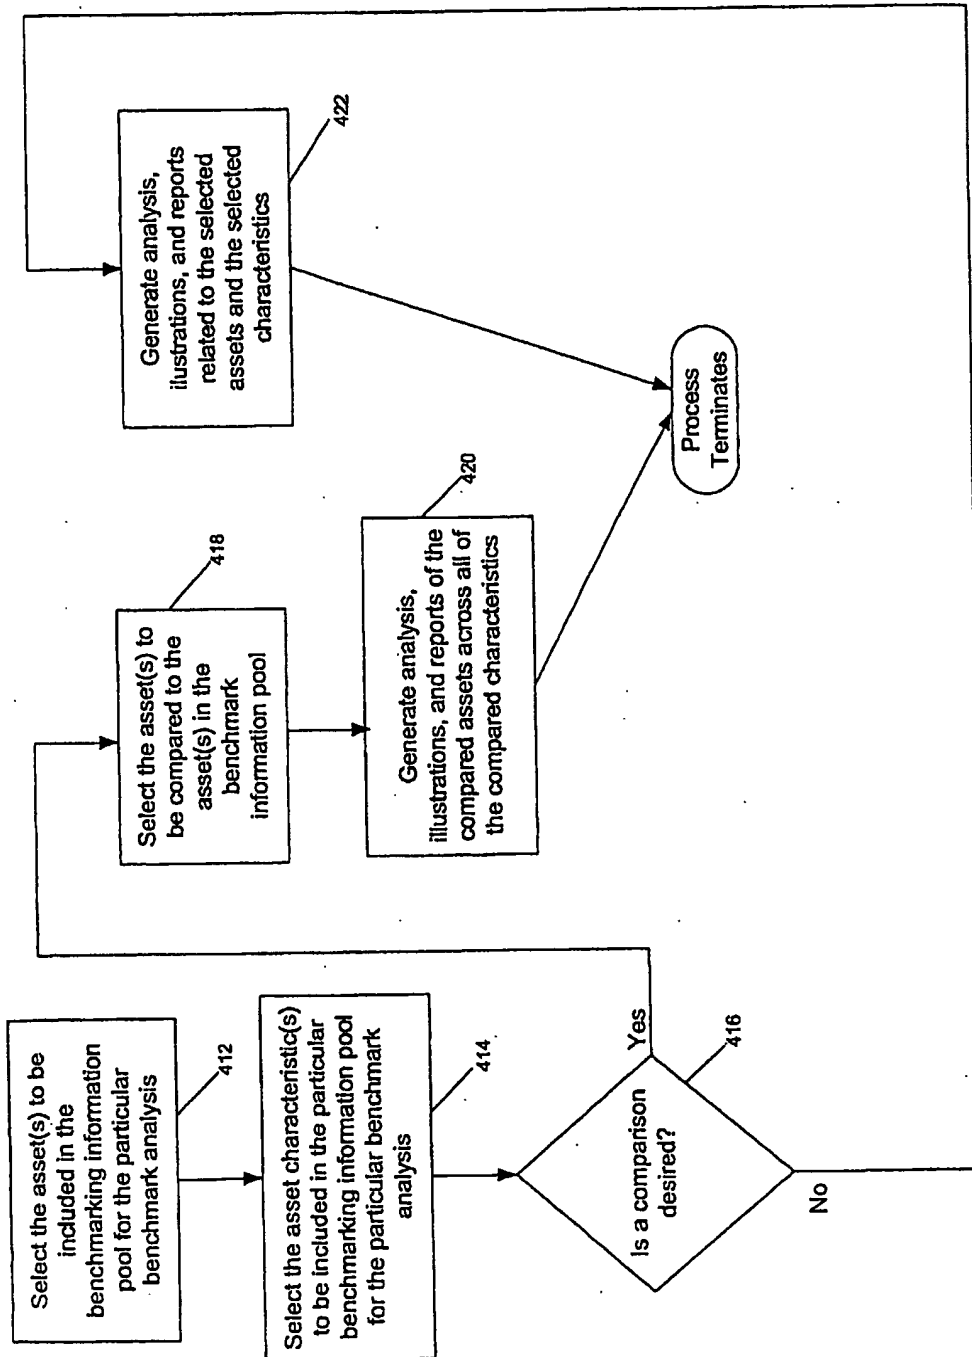 Select the asset(s) to be
included in the
benchmarking information
pool for the particular
benchmark analysis
412
Select the asset characteristic(s)
to be included in the particular
benchmarking information pool
for the particular benchmark
analysis
414
Is a comparison
desired?
416
Yes
No
Select the asset(s) to
be compared to the
asset(s) in the
benchmark
information pool
418
Generate analysis,
illustrations, and reports of the
compared assets across all of
the compared characteristics
420
Generate analysis,
ilustrations, and reports
related to the selected
assets and the selected
characteristics
422
Process
Terminates